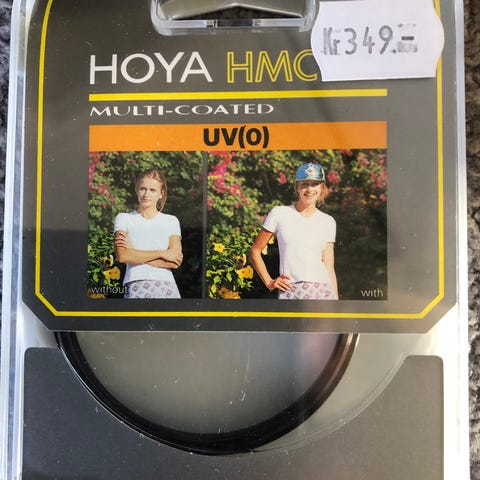 HOYA HMC
Kr 349.-
MULTI-COATED
UV(0)
without
with